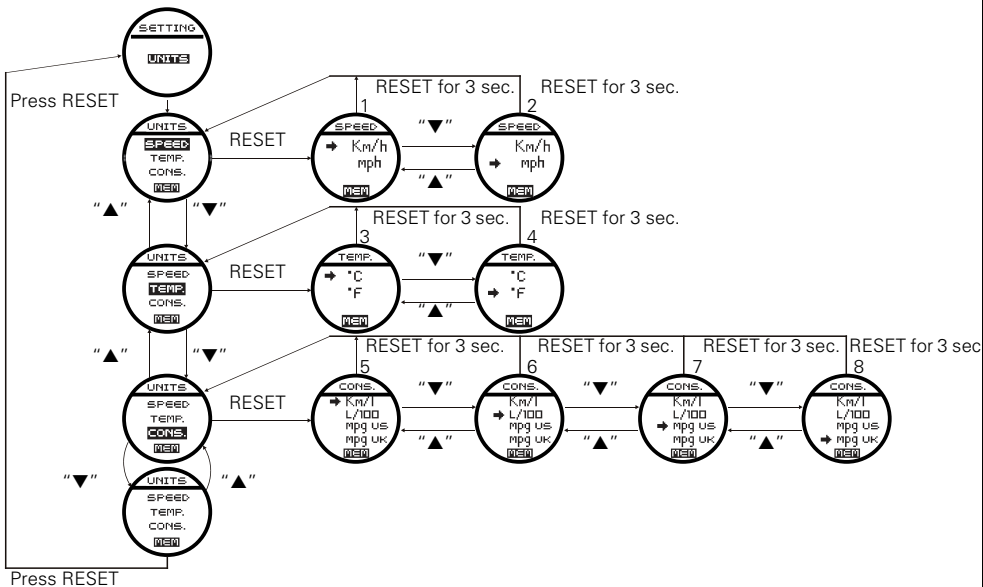 SETTING
UNITS
Press RESET
RESET for 3 sec. RESET for 3 sec.
1 2
UNITS
SPEED
TEMP.
CONS.
MEM
RESET
SPEED
Km/h
mph
MEM
"▼"
"▲"
SPEED
Km/h
mph
MEM
"▲" "▼"
RESET for 3 sec. RESET for 3 sec.
3 4
UNITS
SPEED
TEMP.
CONS.
MEM
RESET
TEMP.
°C
°F
MEM
"▼"
"▲"
TEMP.
°C
°F
MEM
"▲" "▼"
RESET for 3 sec. RESET for 3 sec. RESET for 3 sec. RESET for 3 sec
5 6 7 8
UNITS
SPEED
TEMP.
CONS.
MEM
RESET
CONS.
Km/l
L/100
mpg US
mpg UK
MEM
"▼"
"▲"
CONS.
Km/l
L/100
mpg US
mpg UK
MEM
"▼"
"▲"
CONS.
Km/l
L/100
mpg US
mpg UK
MEM
"▼"
"▲"
CONS.
Km/l
L/100
mpg US
mpg UK
MEM
"▼" "▲"
UNITS
SPEED
TEMP.
CONS.
MEM
Press RESET